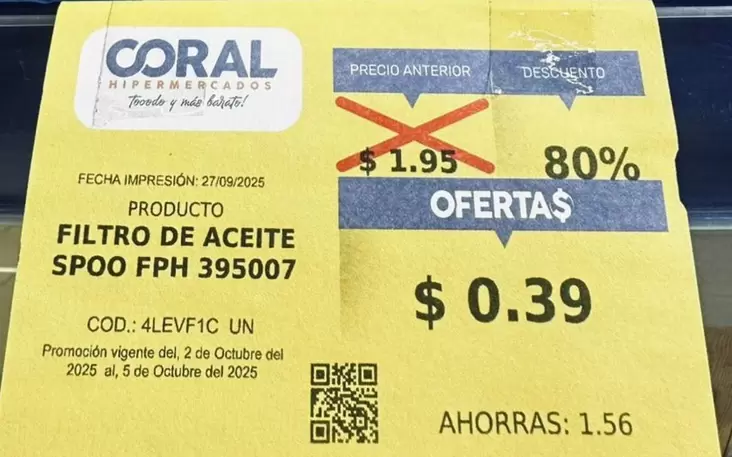 CORAL
HIPERMERCADOS
Tooodo y más barato!
FECHA IMPRESIÓN: 27/09/2025
PRODUCTO
FILTRO DE ACEITE
SPOO FPH 395007
COD.: 4LEVF1C UN
Promoción vigente del, 2 de Octubre del
2025 al, 5 de Octubre del 2025
PRECIO ANTERIOR
DESCUENTO
$ 1.95
80%
OFERTA$
$ 0.39
AHORRAS: 1.56